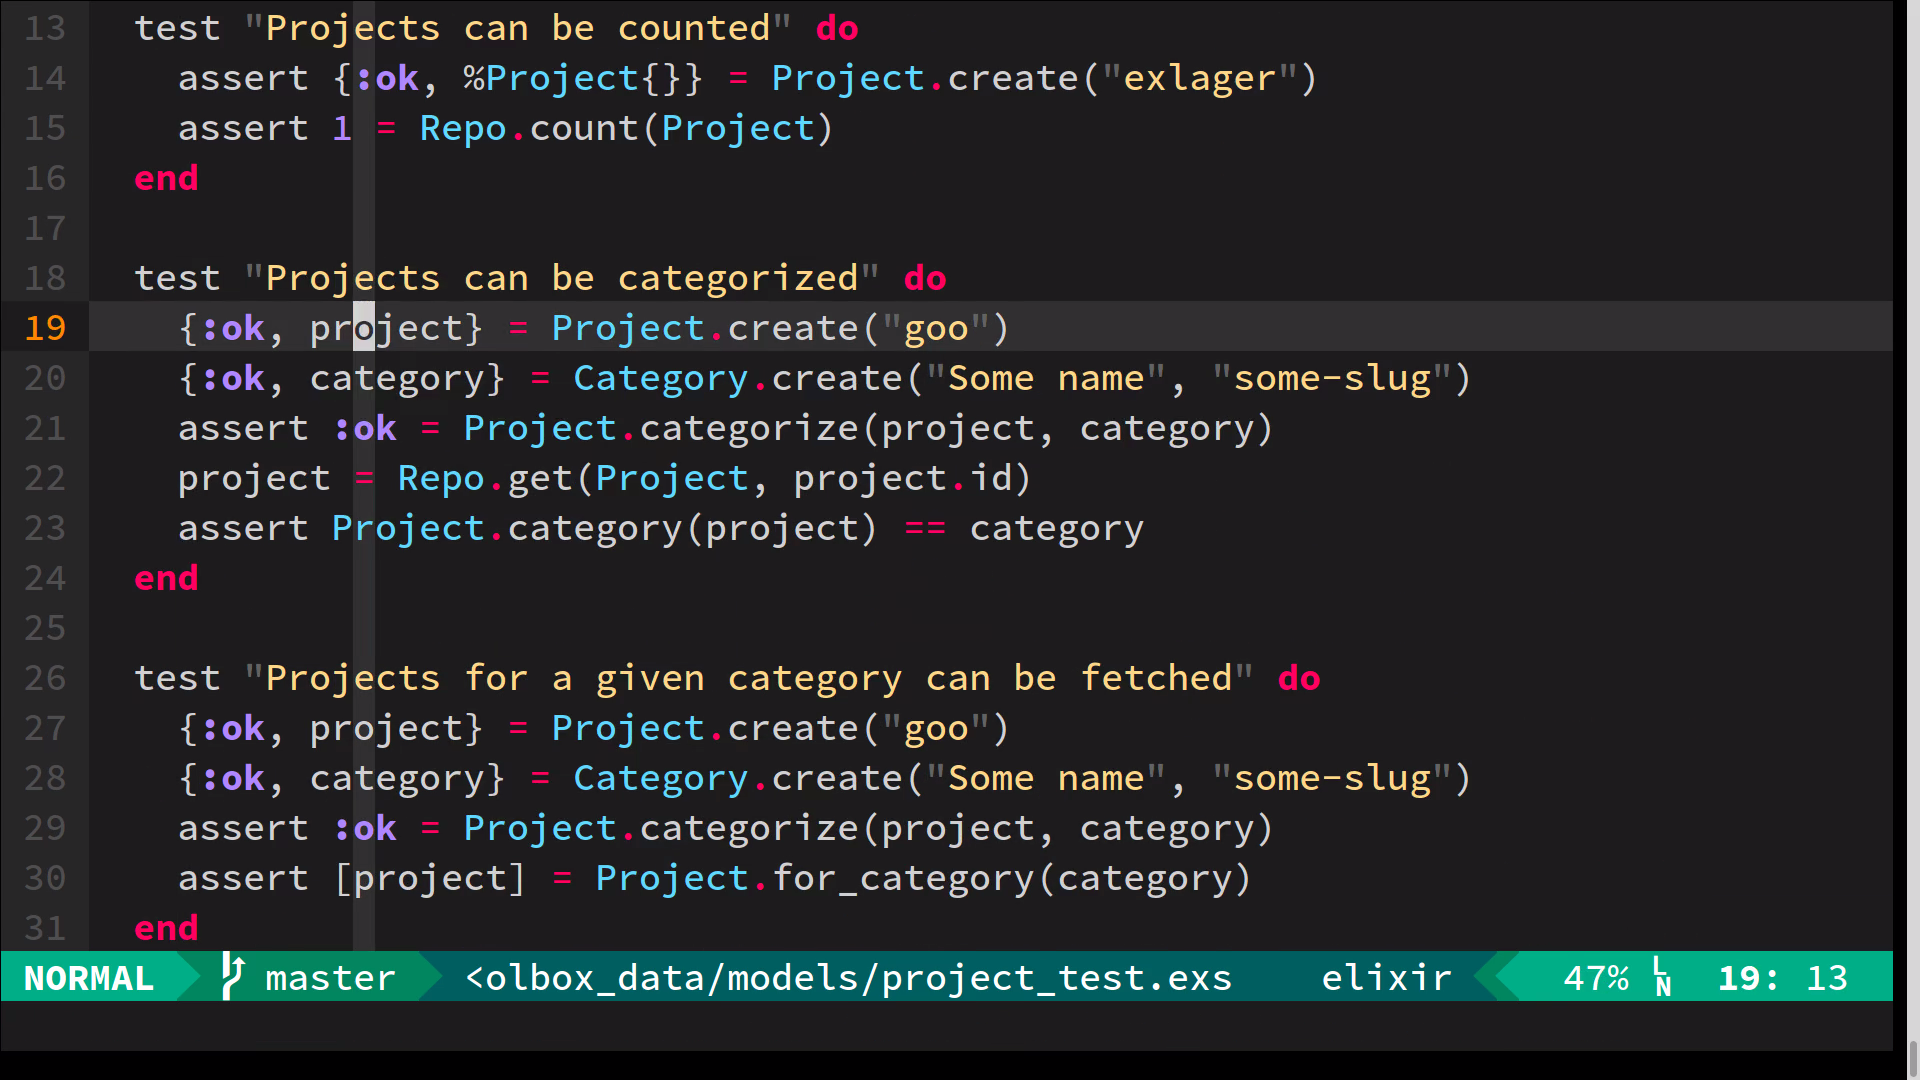 13 test "Projects can be counted" do
14 assert {:ok, %Project{}} = Project.create("exlager")
15 assert 1 = Repo.count(Project)
16 end
17
18 test "Projects can be categorized" do
19 {:ok, project} = Project.create("goo")
20 {:ok, category} = Category.create("Some name", "some-slug")
21 assert :ok = Project.categorize(project, category)
22 project = Repo.get(Project, project.id)
23 assert Project.category(project) == category
24 end
25
26 test "Projects for a given category can be fetched" do
27 {:ok, project} = Project.create("goo")
28 {:ok, category} = Category.create("Some name", "some-slug")
29 assert :ok = Project.categorize(project, category)
30 assert [project] = Project.for_category(category)
31 end
NORMAL master <olbox_data/models/project_test.exs elixir 47% LN 19: 13